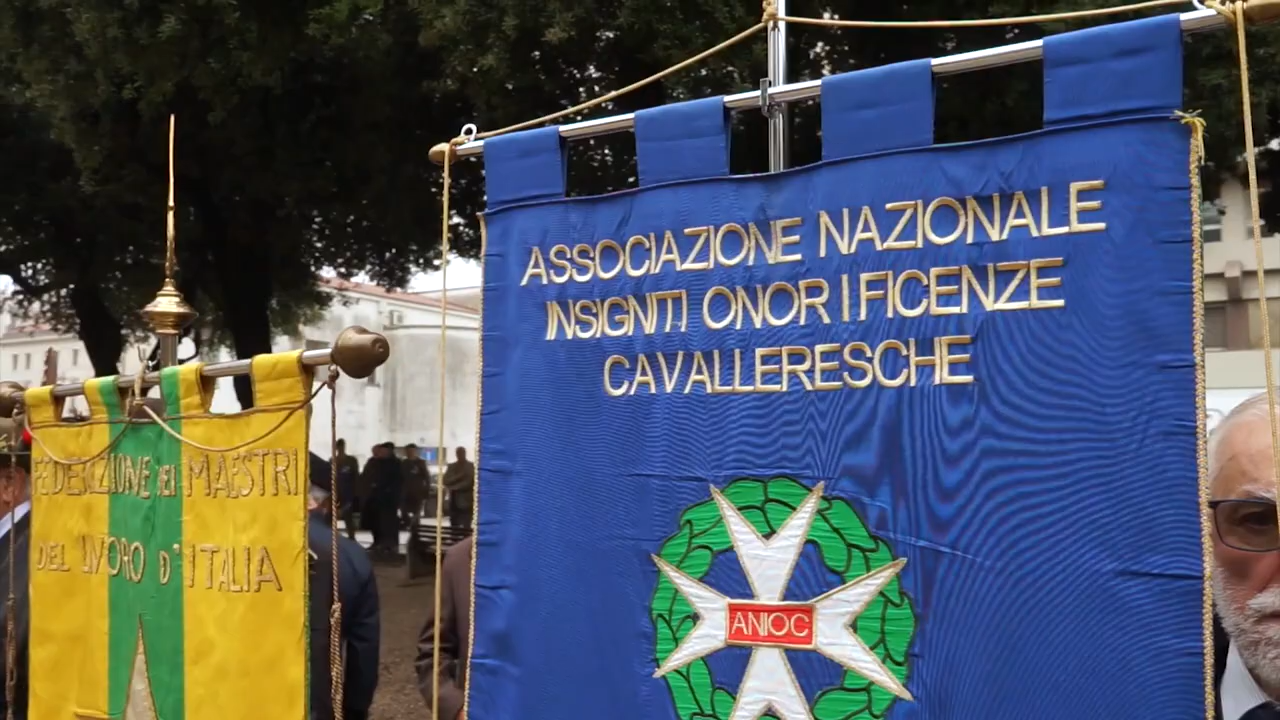 ASSOCIAZIONE NAZIONALE
INSIGNITI ONORIFICENZE
CAVALLERESCHE
ANIOC
FEDERAZIONE DEI MAESTRI
DEL LAVORO D'ITALIA